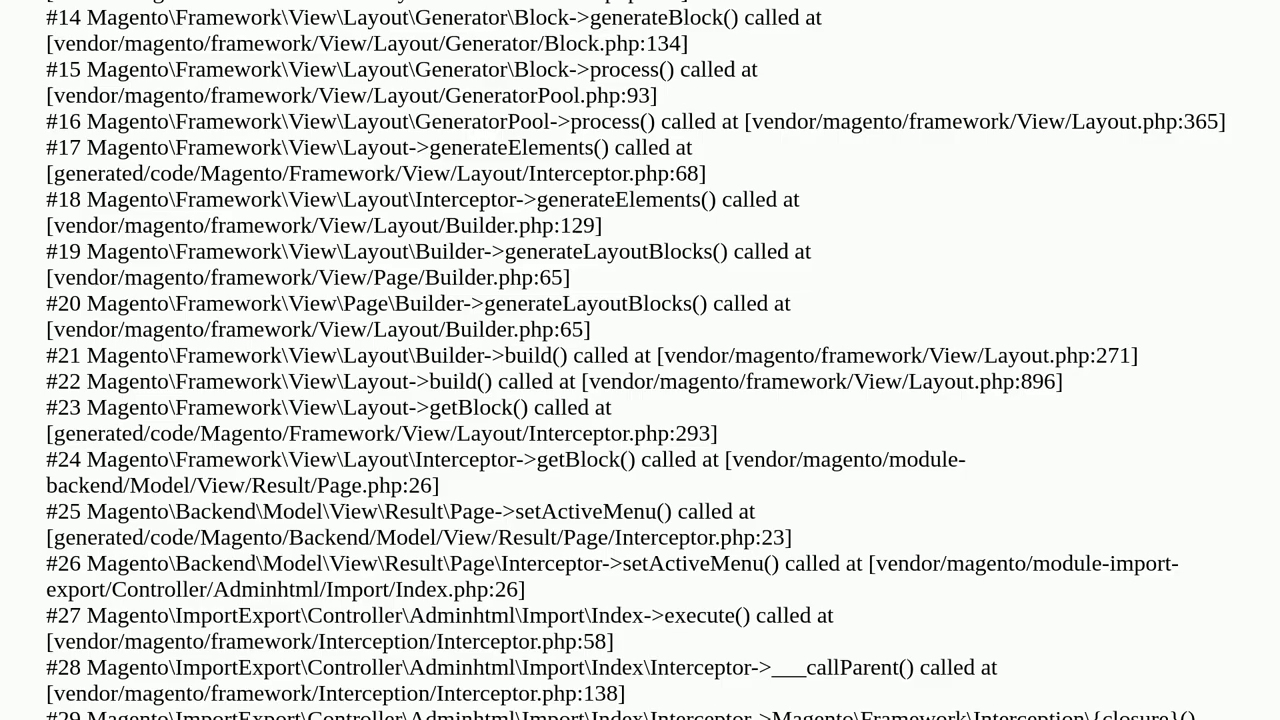 #14 Magento\Framework\View\Layout\Generator\Block->generateBlock() called at
[vendor/magento/framework/View/Layout/Generator/Block.php:134]
#15 Magento\Framework\View\Layout\Generator\Block->process() called at
[vendor/magento/framework/View/Layout/GeneratorPool.php:93]
#16 Magento\Framework\View\Layout\GeneratorPool->process() called at [vendor/magento/framework/View/Layout.php:365]
#17 Magento\Framework\View\Layout->generateElements() called at
[generated/code/Magento/Framework/View/Layout/Interceptor.php:68]
#18 Magento\Framework\View\Layout\Interceptor->generateElements() called at
[vendor/magento/framework/View/Layout/Builder.php:129]
#19 Magento\Framework\View\Layout\Builder->generateLayoutBlocks() called at
[vendor/magento/framework/View/Page/Builder.php:65]
#20 Magento\Framework\View\Page\Builder->generateLayoutBlocks() called at
[vendor/magento/framework/View/Layout/Builder.php:65]
#21 Magento\Framework\View\Layout\Builder->build() called at [vendor/magento/framework/View/Layout.php:271]
#22 Magento\Framework\View\Layout->build() called at [vendor/magento/framework/View/Layout.php:896]
#23 Magento\Framework\View\Layout->getBlock() called at
[generated/code/Magento/Framework/View/Layout/Interceptor.php:293]
#24 Magento\Framework\View\Layout\Interceptor->getBlock() called at [vendor/magento/module-
backend/Model/View/Result/Page.php:26]
#25 Magento\Backend\Model\View\Result\Page->setActiveMenu() called at
[generated/code/Magento/Backend/Model/View/Result/Page/Interceptor.php:23]
#26 Magento\Backend\Model\View\Result\Page\Interceptor->setActiveMenu() called at [vendor/magento/module-import-
export/Controller/Adminhtml/Import/Index.php:26]
#27 Magento\ImportExport\Controller\Adminhtml\Import\Index->execute() called at
[vendor/magento/framework/Interception/Interceptor.php:58]
#28 Magento\ImportExport\Controller\Adminhtml\Import\Index\Interceptor->___callParent() called at
[vendor/magento/framework/Interception/Interceptor.php:138]
#29 Magento\ImportExport\Controller\Adminhtml\Import\Index\Interceptor->Magento\Framework\Interception\{closure}()